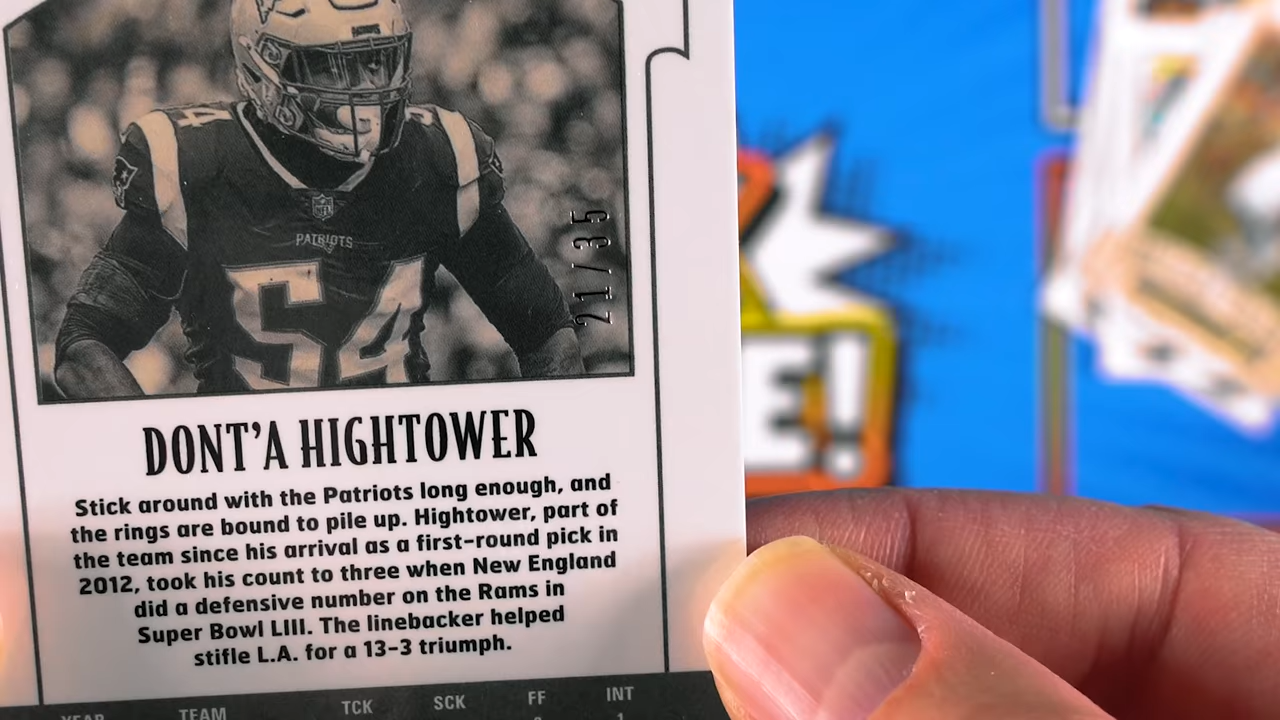 54
PATRIOTS
NFL
54
21/35
DONT'A HIGHTOWER
Stick around with the Patriots long enough, and
the rings are bound to pile up. Hightower, part of
the team since his arrival as a first-round pick in
2012, took his count to three when New England
did a defensive number on the Rams in
Super Bowl LIII. The linebacker helped
stifle L.A. for a 13-3 triumph.
YEAR TEAM TCK SCK FF INT
E!